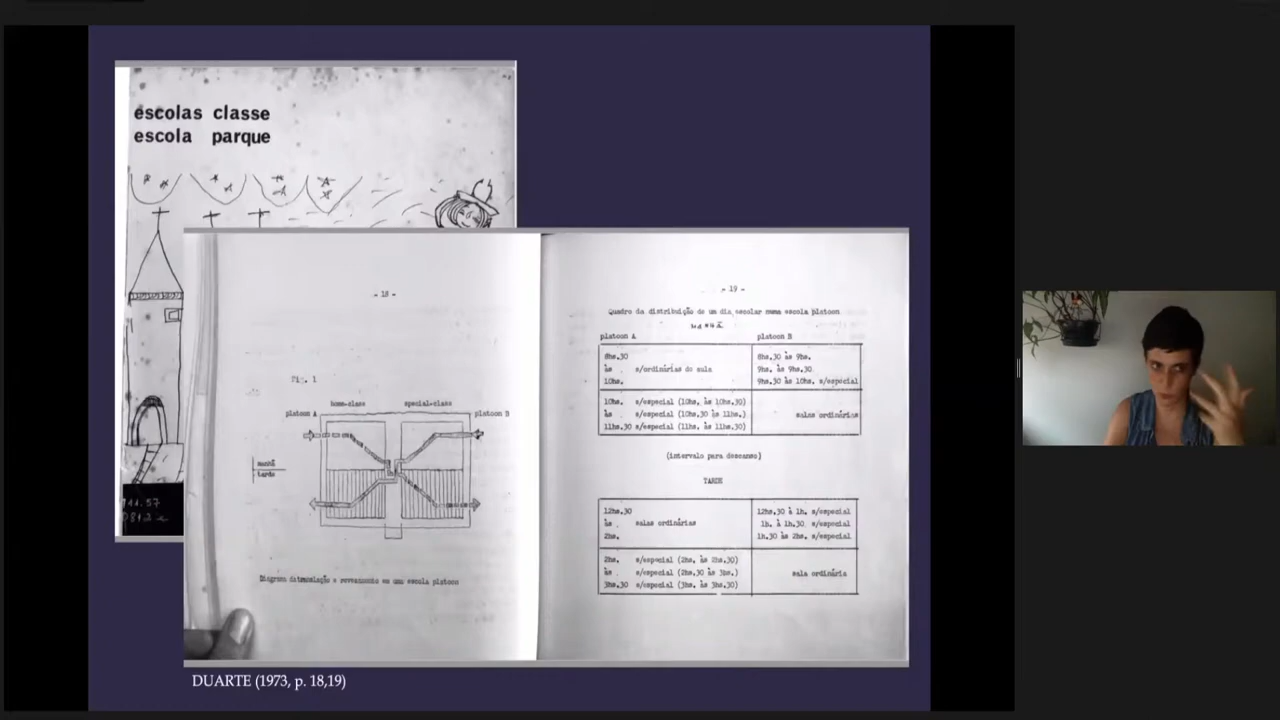 escolas classe
escola parque
744.57
D812e
- 18 -
Fig. 1
home-class special-class
platoon A platoon B
manhã
tarde
Diagrama da translação e revezamento em uma escola platoon
- 19 -
Quadro da distribuição de um dia escolar numa escola platoon
platoon A platoon B
8hs.30 8hs.30 às 9hs.
às . s/ordinárias de aula 9hs. às 9hs.30
10hs. 9hs.30 às 10hs. s/especial
10hs. s/especial (10hs. às 10hs.30)
às . s/especial (10hs.30 às 11hs.) salas ordinárias
11hs.30 s/especial (11hs. às 11hs.30)
(intervalo para descanso)
TARDE
12hs.30 12hs.30 à 1h. s/especial
às . salas ordinárias 1h. à 1h.30 s/especial
2hs. 1h.30 às 2hs. s/especial
2hs. s/especial (2hs. às 2hs.30)
às . s/especial (2hs.30 às 3hs.) sala ordinária
3hs.30 s/especial (3hs. às 3hs.30)
DUARTE (1973, p. 18,19)